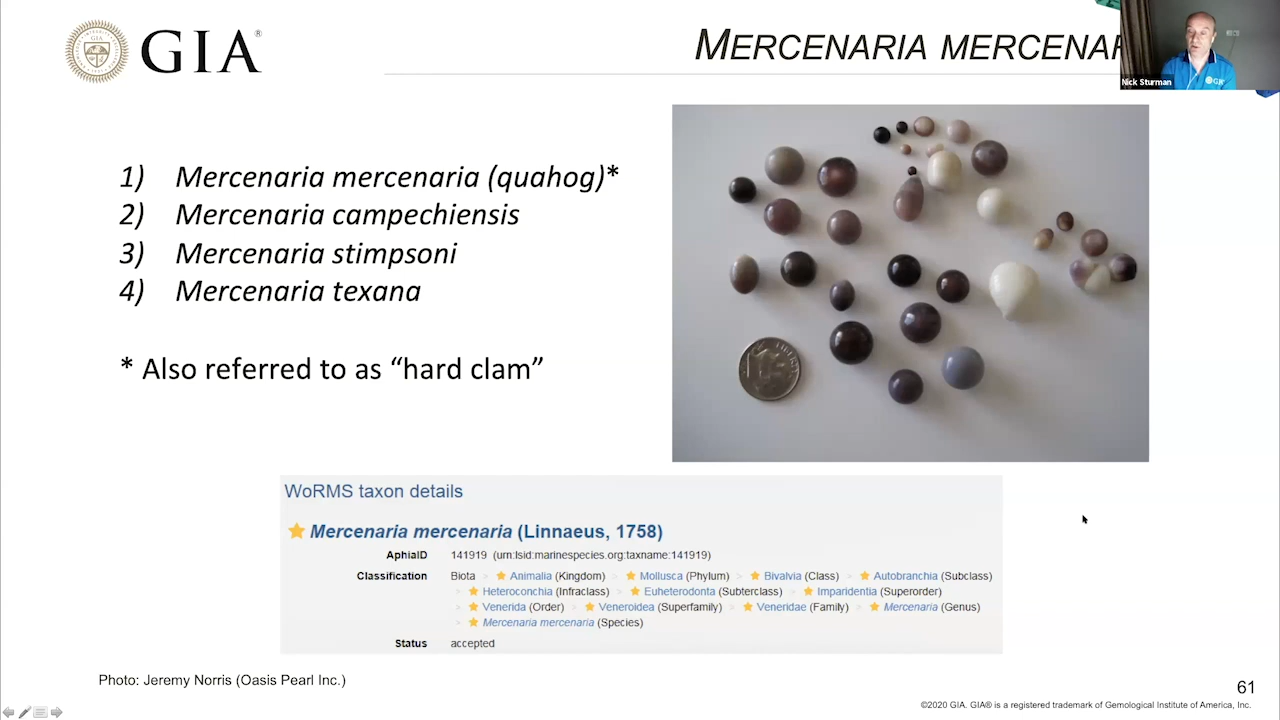 GIA®
MERCENARIA MERCENAR
Nick Sturman
GIA
1) Mercenaria mercenaria (quahog)*
2) Mercenaria campechiensis
3) Mercenaria stimpsoni
4) Mercenaria texana
* Also referred to as “hard clam”
WoRMS taxon details
Mercenaria mercenaria (Linnaeus, 1758)
AphiaID 141919 (urn:lsid:marinespecies.org:taxname:141919)
Classification Biota > Animalia (Kingdom) > Mollusca (Phylum) > Bivalvia (Class) > Autobranchia (Subclass)
> Heteroconchia (Infraclass) > Euheterodonta (Subterclass) > Imparidentia (Superorder)
> Venerida (Order) > Veneroidea (Superfamily) > Veneridae (Family) > Mercenaria (Genus)
> Mercenaria mercenaria (Species)
Status accepted
Photo: Jeremy Norris (Oasis Pearl Inc.)
61
©2020 GIA. GIA® is a registered trademark of Gemological Institute of America, Inc.